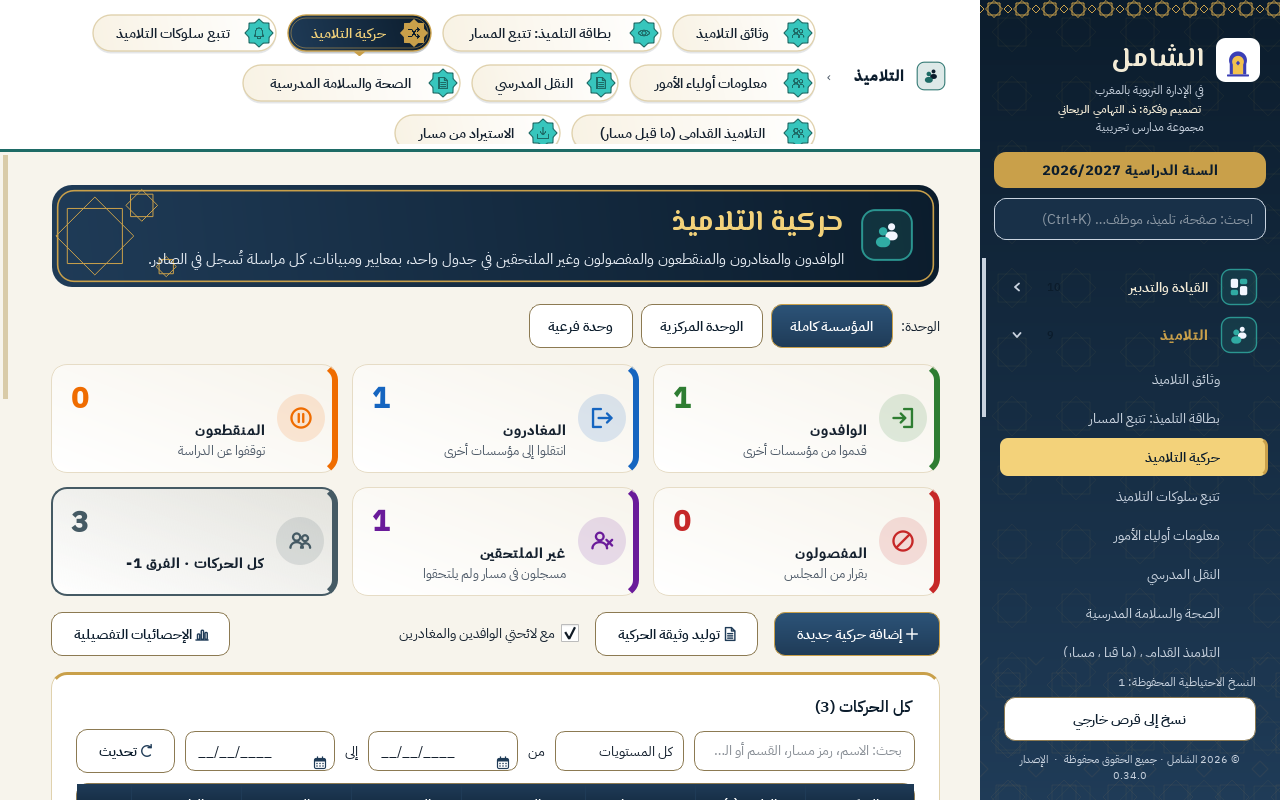 الشامل
في الإدارة التربوية بالمغرب
تصميم وفكرة: ذ. التهامي الريحاني
مجموعة مدارس تجريبية
السنة الدراسية 2026/2027
ابحث: صفحة، تلميذ، موظف... (Ctrl+K)
القيادة والتدبير 10
التلاميذ 9
وثائق التلاميذ
بطاقة التلميذ: تتبع المسار
حركية التلاميذ
تتبع سلوكات التلاميذ
معلومات أولياء الأمور
النقل المدرسي
الصحة والسلامة المدرسية
التلاميذ القدامى (ما قبل مسار)
النسخ الاحتياطية المحفوظة: 1
نسخ إلى قرص خارجي
© 2026 الشامل · جميع الحقوق محفوظة · الإصدار
0.34.0
التلاميذ ‹
وثائق التلاميذ
بطاقة التلميذ: تتبع المسار
حركية التلاميذ
تتبع سلوكات التلاميذ
معلومات أولياء الأمور
النقل المدرسي
الصحة والسلامة المدرسية
التلاميذ القدامى (ما قبل مسار)
الاستيراد من مسار
حركية التلاميذ
الوافدون والمغادرون والمنقطعون والمفصولون وغير الملتحقين في جدول واحد، بمعايير ومبيانات. كل مراسلة تُسجل في الصادر.
الوحدة:
المؤسسة كاملة
الوحدة المركزية
وحدة فرعية
1
الوافدون
قدموا من مؤسسات أخرى
1
المغادرون
انتقلوا إلى مؤسسات أخرى
0
المنقطعون
توقفوا عن الدراسة
0
المفصولون
بقرار من المجلس
1
غير الملتحقين
مسجلون في مسار ولم يلتحقوا
3
كل الحركات · الفرق 1-
إضافة حركية جديدة
توليد وثيقة الحركية
مع لائحتي الوافدين والمغادرين
الإحصائيات التفصيلية
كل الحركات (3)
بحث: الاسم، رمز مسار، القسم أو ال...
كل المستويات
من
__/__/____
إلى
__/__/____
تحديث